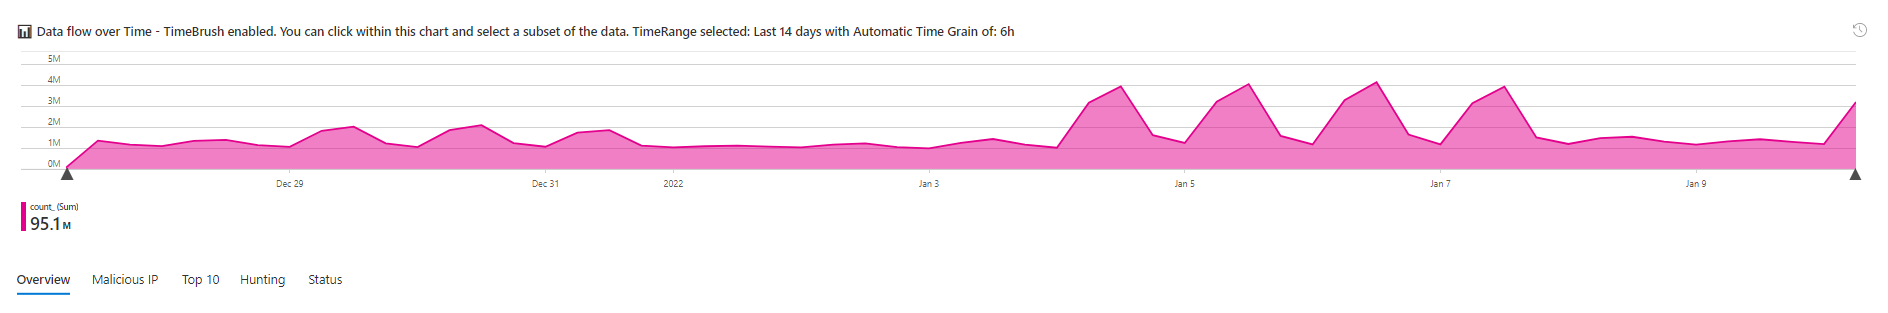 Data flow over Time - TimeBrush enabled. You can click within this chart and select a subset of the data. TimeRange selected: Last 14 days with Automatic Time Grain of: 6h
5M
4M
3M
2M
1M
0M
Dec 29 Dec 31 2022 Jan 3 Jan 5 Jan 7 Jan 9
count_ (Sum)
95.1 M
Overview Malicious IP Top 10 Hunting Status